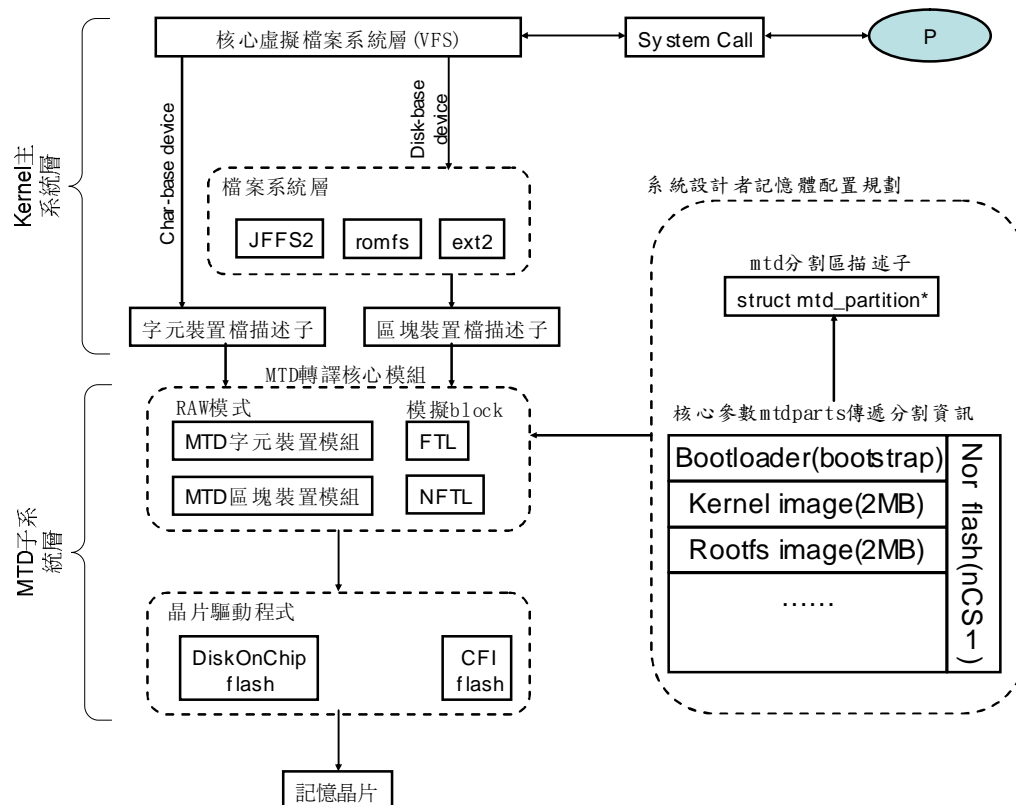 核心虛擬檔案系統層(VFS)
System Call
P
Kernel主
系統層
Char-base device
Disk-base
device
檔案系統層
JFFS2
romfs
ext2
字元裝置檔描述子
區塊裝置檔描述子
MTD子系
統層
MTD轉譯核心模組
RAW模式
模擬block
MTD字元裝置模組
FTL
MTD區塊裝置模組
NFTL
晶片驅動程式
DiskOnChip
flash
CFI
flash
記憶晶片
系統設計者記憶體配置規劃
mtd分割區描述子
struct mtd_partition*
核心參數mtdparts傳遞分割資訊
Bootloader(bootstrap)
Kernel image(2MB)
Rootfs image(2MB)
……
Nor flash(nCS~1)